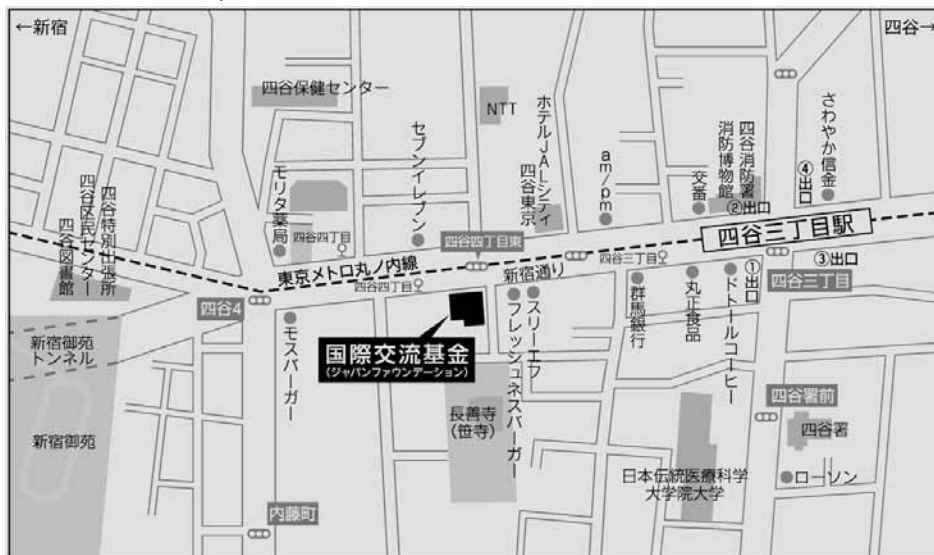 ←新宿
四谷→
四谷保健センター
NTT
ホテルJALシティ
四谷東京
am/pm
交番
消防博物館
四谷消防署
②出口
④出口
さわやか信金
セブンイレブン
モリタ薬局
四谷四丁目
四谷特別出張所
四谷区民センター
四谷図書館
東京メトロ丸ノ内線
四谷四丁目東
新宿通り
四谷三丁目
四谷三丁目駅
③出口
①出口
四谷三丁目
四谷四丁目
四谷4
モスバーガー
国際交流基金
(ジャパンファウンデーション)
フレッシュネスバーガー
スリーエフ
群馬銀行
丸正食品
ドトールコーヒー
新宿御苑
トンネル
新宿御苑
長善寺
(笹寺)
四谷署前
四谷署
日本伝統医療科学
大学院大学
ローソン
内藤町